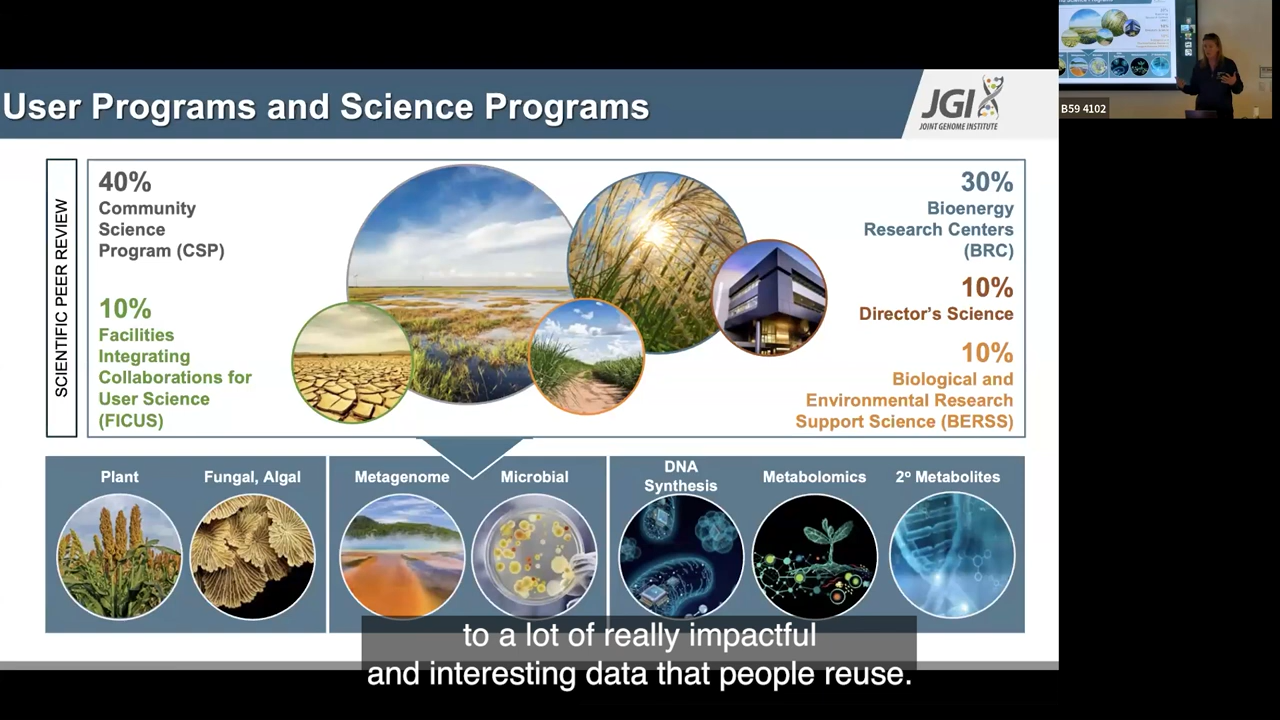 User Programs and Science Programs
JGI
JOINT GENOME INSTITUTE
B59 4102
SCIENTIFIC PEER REVIEW
40%
Community
Science
Program (CSP)
10%
Facilities
Integrating
Collaborations for
User Science
(FICUS)
30%
Bioenergy
Research Centers
(BRC)
10%
Director's Science
10%
Biological and
Environmental Research
Support Science (BERSS)
Plant
Fungal, Algal
Metagenome
Microbial
DNA
Synthesis
Metabolomics
2º Metabolites
to a lot of really impactful
and interesting data that people reuse.